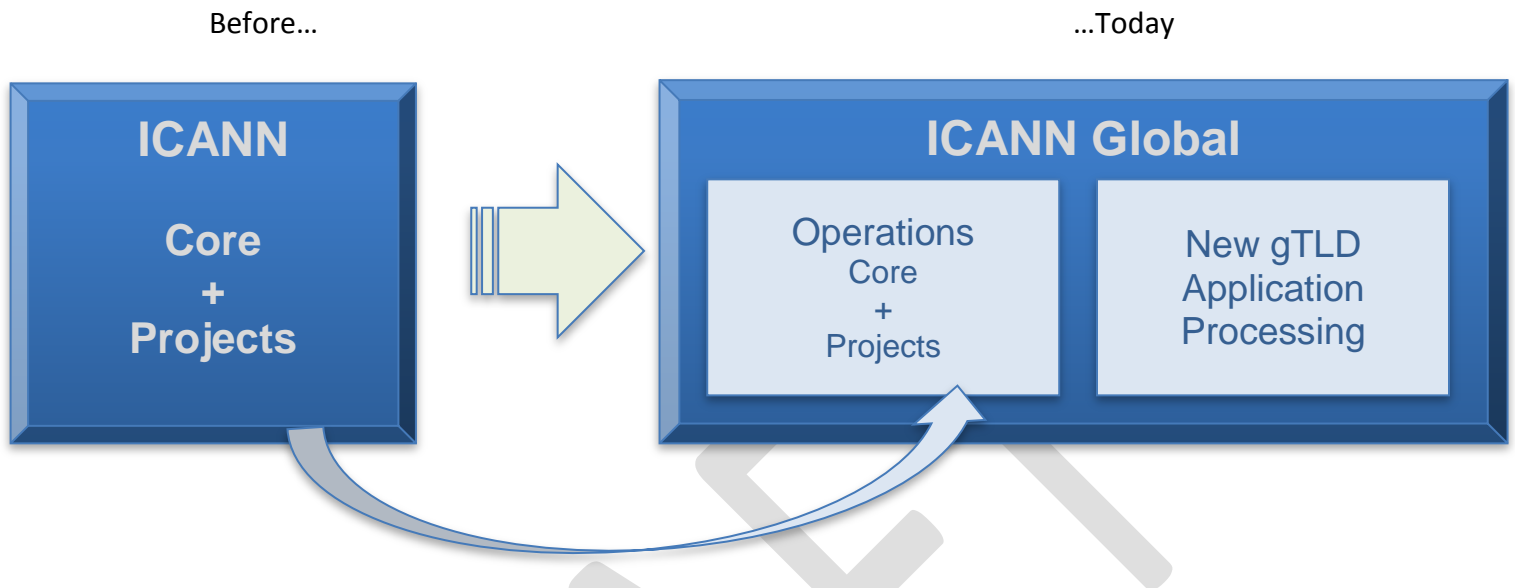 Before…
…Today
ICANN
Core
+
Projects
ICANN Global
Operations
Core
+
Projects
New gTLD
Application
Processing